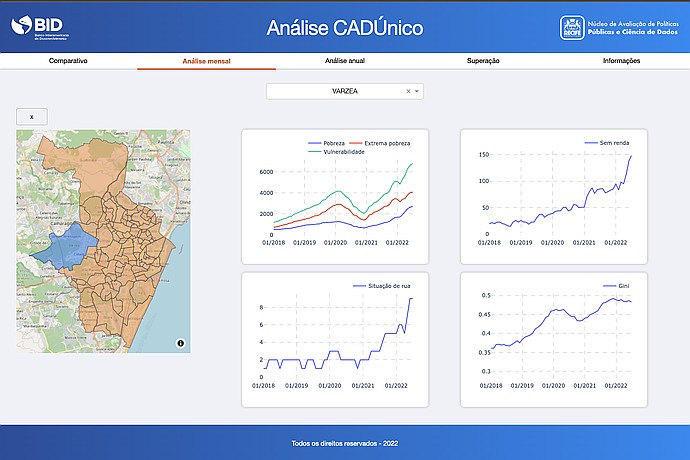 BID
Banco Interamericano
de Desenvolvimento
Análise CADÚnico
RECIFE
Núcleo de Avaliação de Políticas
Públicas e Ciência de Dados
Comparativo
Análise mensal
Análise anual
Superação
Informações
VARZEA
x
Paulista
Camaragibe
Pobreza
Extrema pobreza
Vulnerabilidade
6000
4000
2000
0
01/2018
01/2019
01/2020
01/2021
01/2022
Sem renda
150
100
50
0
01/2018
01/2019
01/2020
01/2021
01/2022
Situação de rua
8
6
4
2
0
01/2018
01/2019
01/2020
01/2021
01/2022
Gini
0.5
0.45
0.4
0.35
0.3
01/2018
01/2019
01/2020
01/2021
01/2022
Todos os direitos reservados - 2022